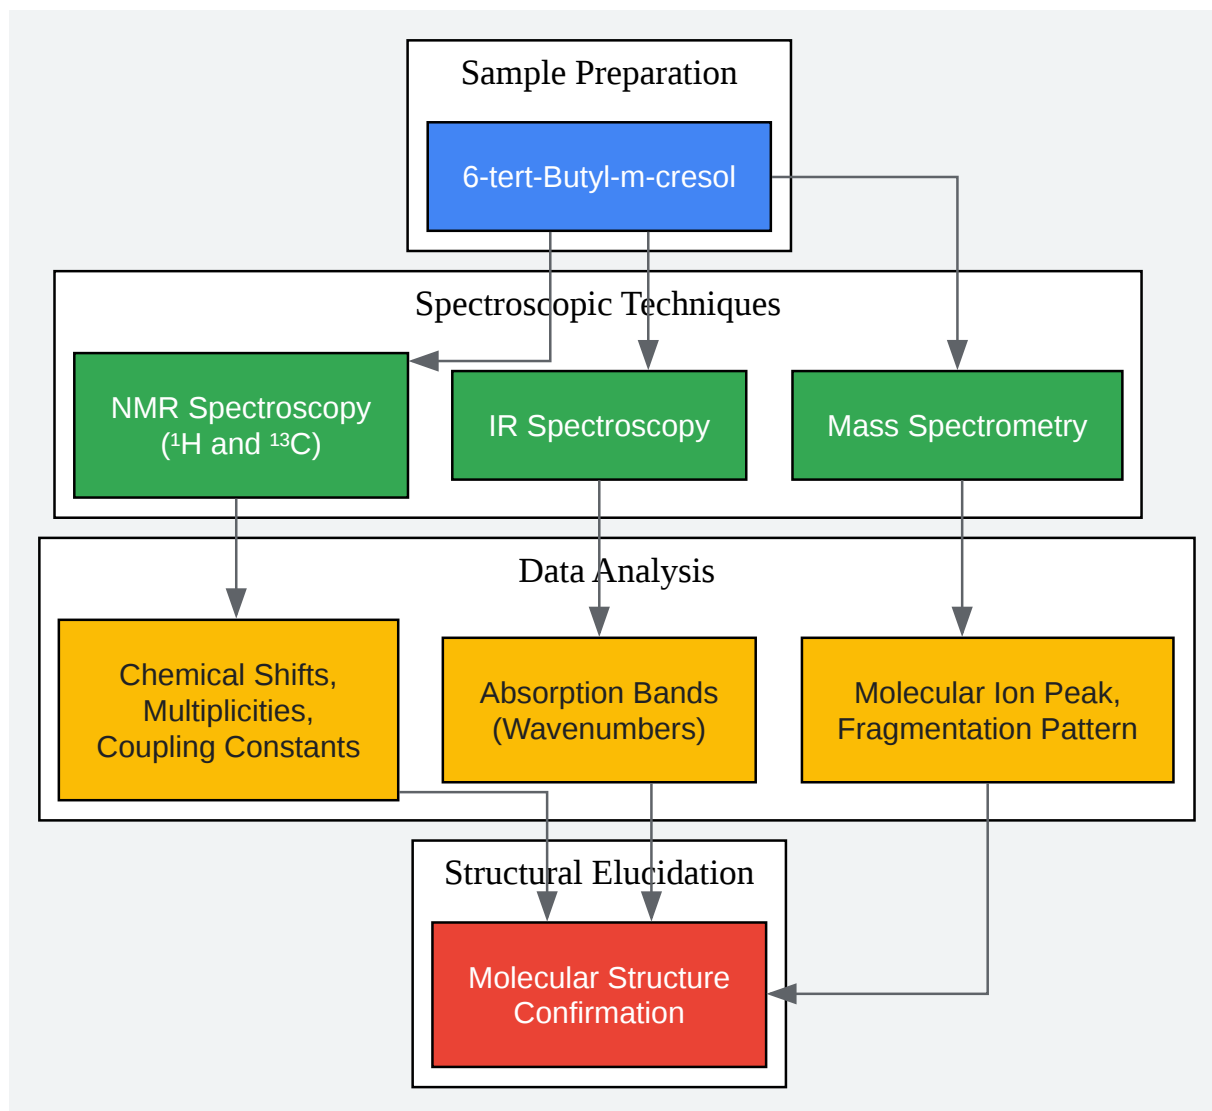 Sample Preparation
6-tert-Butyl-m-cresol
Spectroscopic Techniques
NMR Spectroscopy
(¹H and ¹³C)
IR Spectroscopy
Mass Spectrometry
Data Analysis
Chemical Shifts,
Multiplicities,
Coupling Constants
Absorption Bands
(Wavenumbers)
Molecular Ion Peak,
Fragmentation Pattern
Structural Elucidation
Molecular Structure
Confirmation